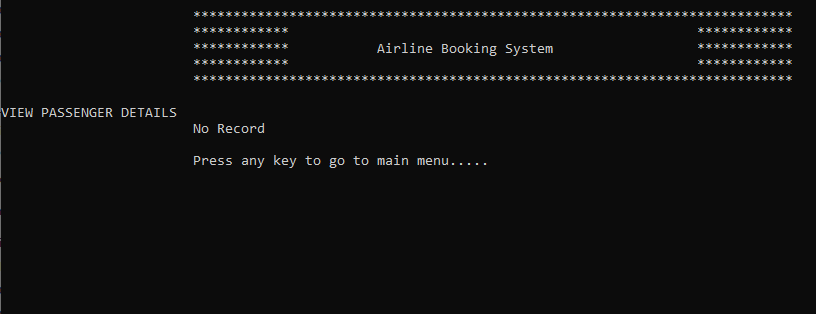 ***************************************************************************
************ ************
************ Airline Booking System ************
************ ************
***************************************************************************
VIEW PASSENGER DETAILS
No Record
Press any key to go to main menu.....